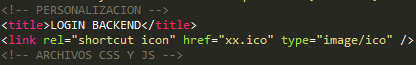 <!-- PERSONALIZACION -->
<title>LOGIN BACKEND</title>
<link rel="shortcut icon" href="xx.ico" type="image/ico" />
<!-- ARCHIVOS CSS Y JS -->